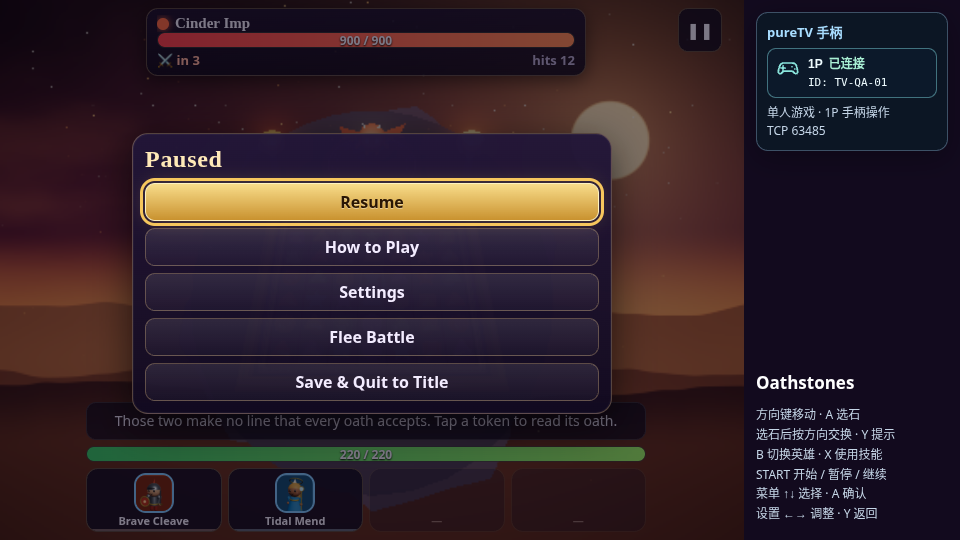 Cinder Imp
900 / 900
in 3
hits 12
Paused
Resume
How to Play
Settings
Flee Battle
Save & Quit to Title
Those two make no line that every oath accepts. Tap a token to read its oath.
220 / 220
Brave Cleave
Tidal Mend
—
—
pureTV 手柄
1P 已连接
ID: TV-QA-01
单人游戏 · 1P 手柄操作
TCP 63485
Oathstones
方向键移动 · A 选石
选石后按方向交换 · Y 提示
B 切换英雄 · X 使用技能
START 开始 / 暂停 / 继续
菜单 ↑↓ 选择 · A 确认
设置 ←→ 调整 · Y 返回